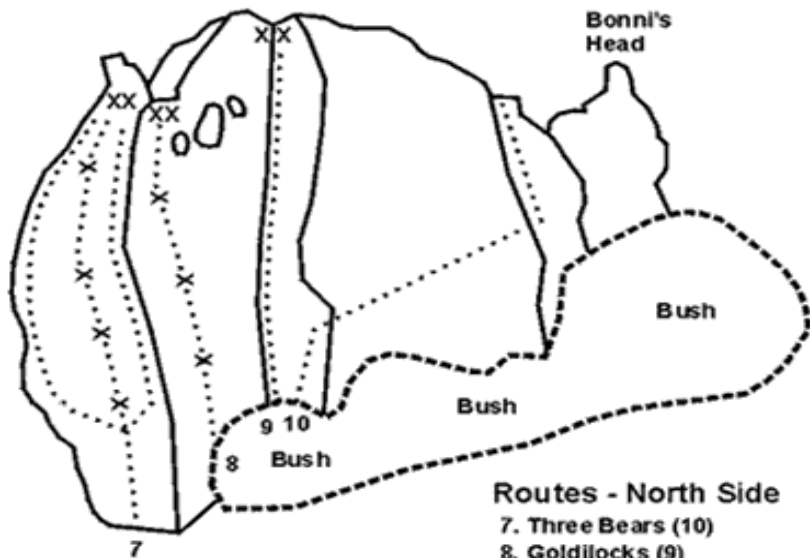 Bonni's
Head
XX
XX
XX
X
X
X
X
X
X
X
Bush
Bush
9 10
8 Bush
7
Routes - North Side
7. Three Bears (10)
8. Goldilocks (9)